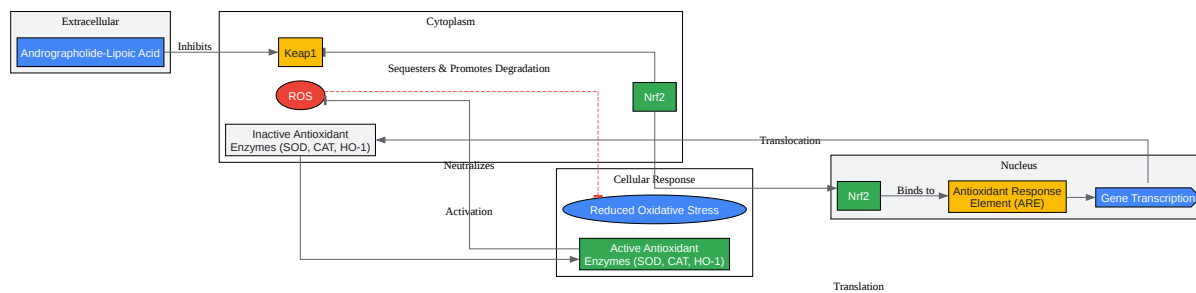 Extracellular
Andrographolide-Lipoic Acid
Inhibits
Cytoplasm
Keap1
Sequesters & Promotes Degradation
ROS
Nrf2
Inactive Antioxidant
Enzymes (SOD, CAT, HO-1)
Translocation
Neutralizes
Cellular Response
Reduced Oxidative Stress
Activation
Active Antioxidant
Enzymes (SOD, CAT, HO-1)
Nucleus
Nrf2
Binds to
Antioxidant Response
Element (ARE)
Gene Transcription
Translation